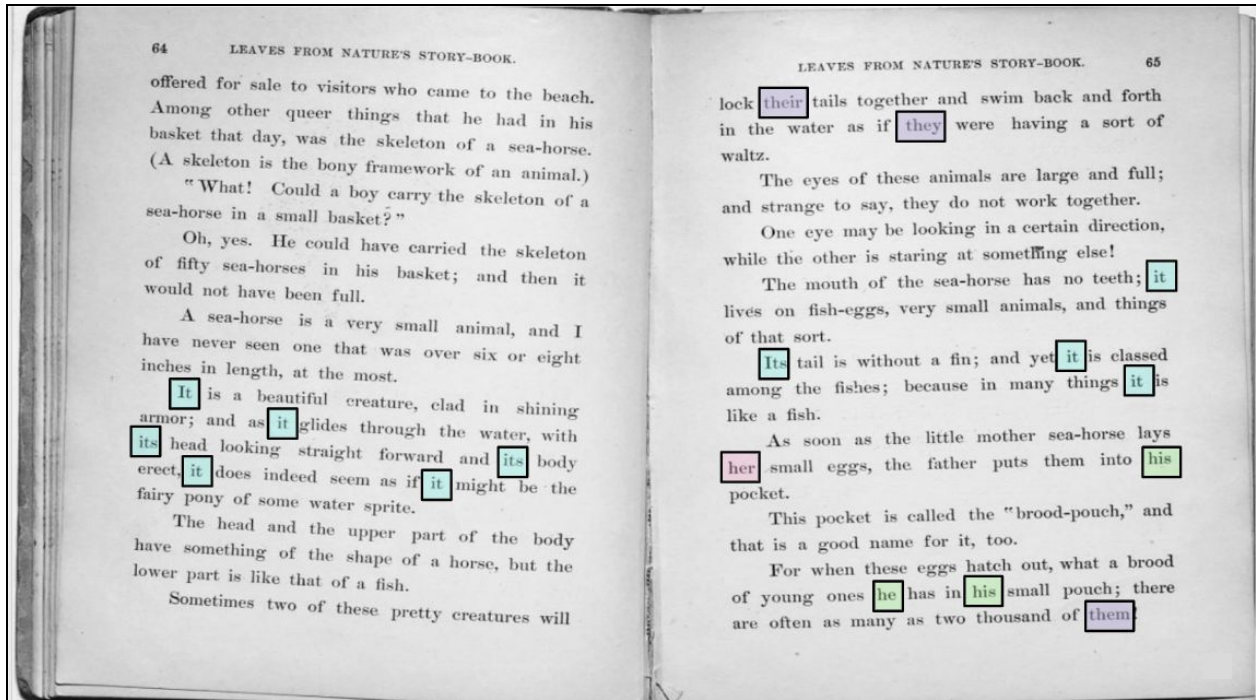 64 LEAVES FROM NATURE'S STORY-BOOK.
offered for sale to visitors who came to the beach.
Among other queer things that he had in his
basket that day, was the skeleton of a sea-horse.
(A skeleton is the bony framework of an animal.)
"What! Could a boy carry the skeleton of a
sea-horse in a small basket?"
Oh, yes. He could have carried the skeleton
of fifty sea-horses in his basket; and then it
would not have been full.
A sea-horse is a very small animal, and I
have never seen one that was over six or eight
inches in length, at the most.
It is a beautiful creature, clad in shining
armor; and as it glides through the water, with
its head looking straight forward and its body
erect, it does indeed seem as if it might be the
fairy pony of some water sprite.
The head and the upper part of the body
have something of the shape of a horse, but the
lower part is like that of a fish.
Sometimes two of these pretty creatures will
LEAVES FROM NATURE'S STORY-BOOK. 65
lock their tails together and swim back and forth
in the water as if they were having a sort of
waltz.
The eyes of these animals are large and full;
and strange to say, they do not work together.
One eye may be looking in a certain direction,
while the other is staring at something else!
The mouth of the sea-horse has no teeth; it
lives on fish-eggs, very small animals, and things
of that sort.
Its tail is without a fin; and yet it is classed
among the fishes; because in many things it is
like a fish.
As soon as the little mother sea-horse lays
her small eggs, the father puts them into his
pocket.
This pocket is called the "brood-pouch," and
that is a good name for it, too.
For when these eggs hatch out, what a brood
of young ones he has in his small pouch; there
are often as many as two thousand of them!